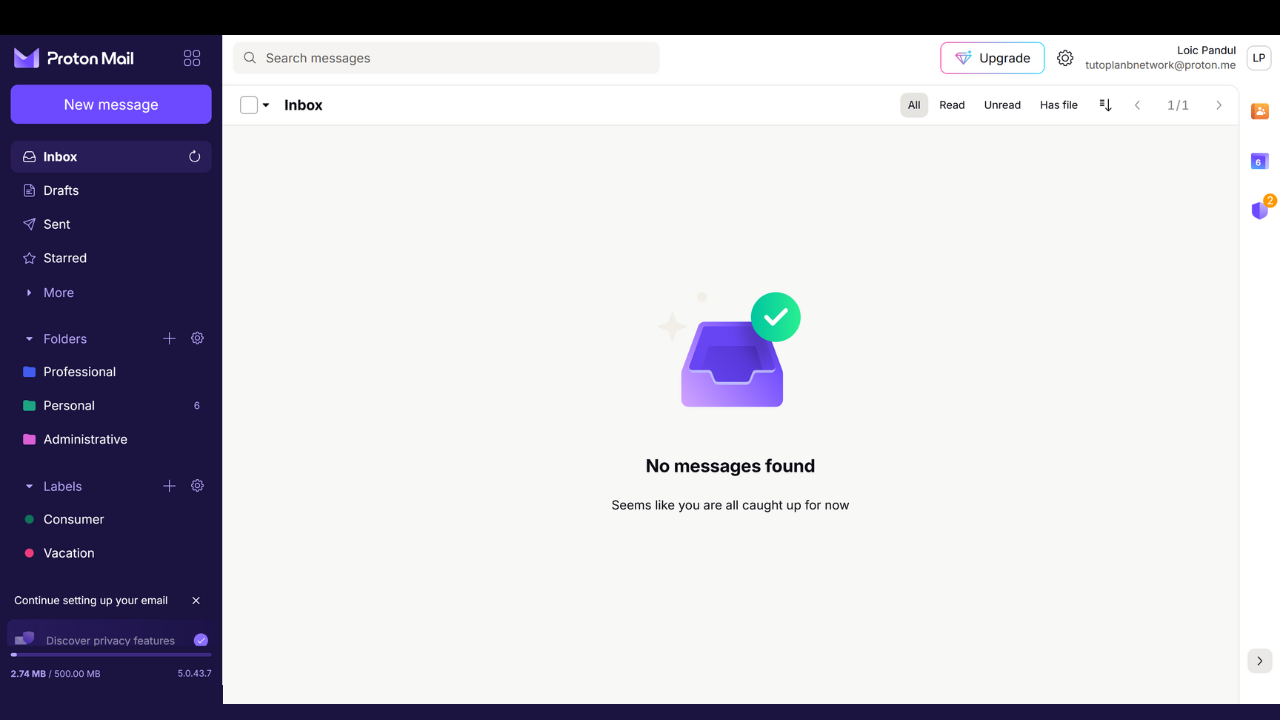 Proton Mail
New message
Inbox
Drafts
Sent
Starred
More
Folders
Professional
Personal 6
Administrative
Labels
Consumer
Vacation
Continue setting up your email
Discover privacy features
2.74 MB / 500.00 MB 5.0.43.7
Search messages
Upgrade
Loic Pandul
tutoplanbnetwork@proton.me
LP
Inbox
All Read Unread Has file 1/1
No messages found
Seems like you are all caught up for now
6
2